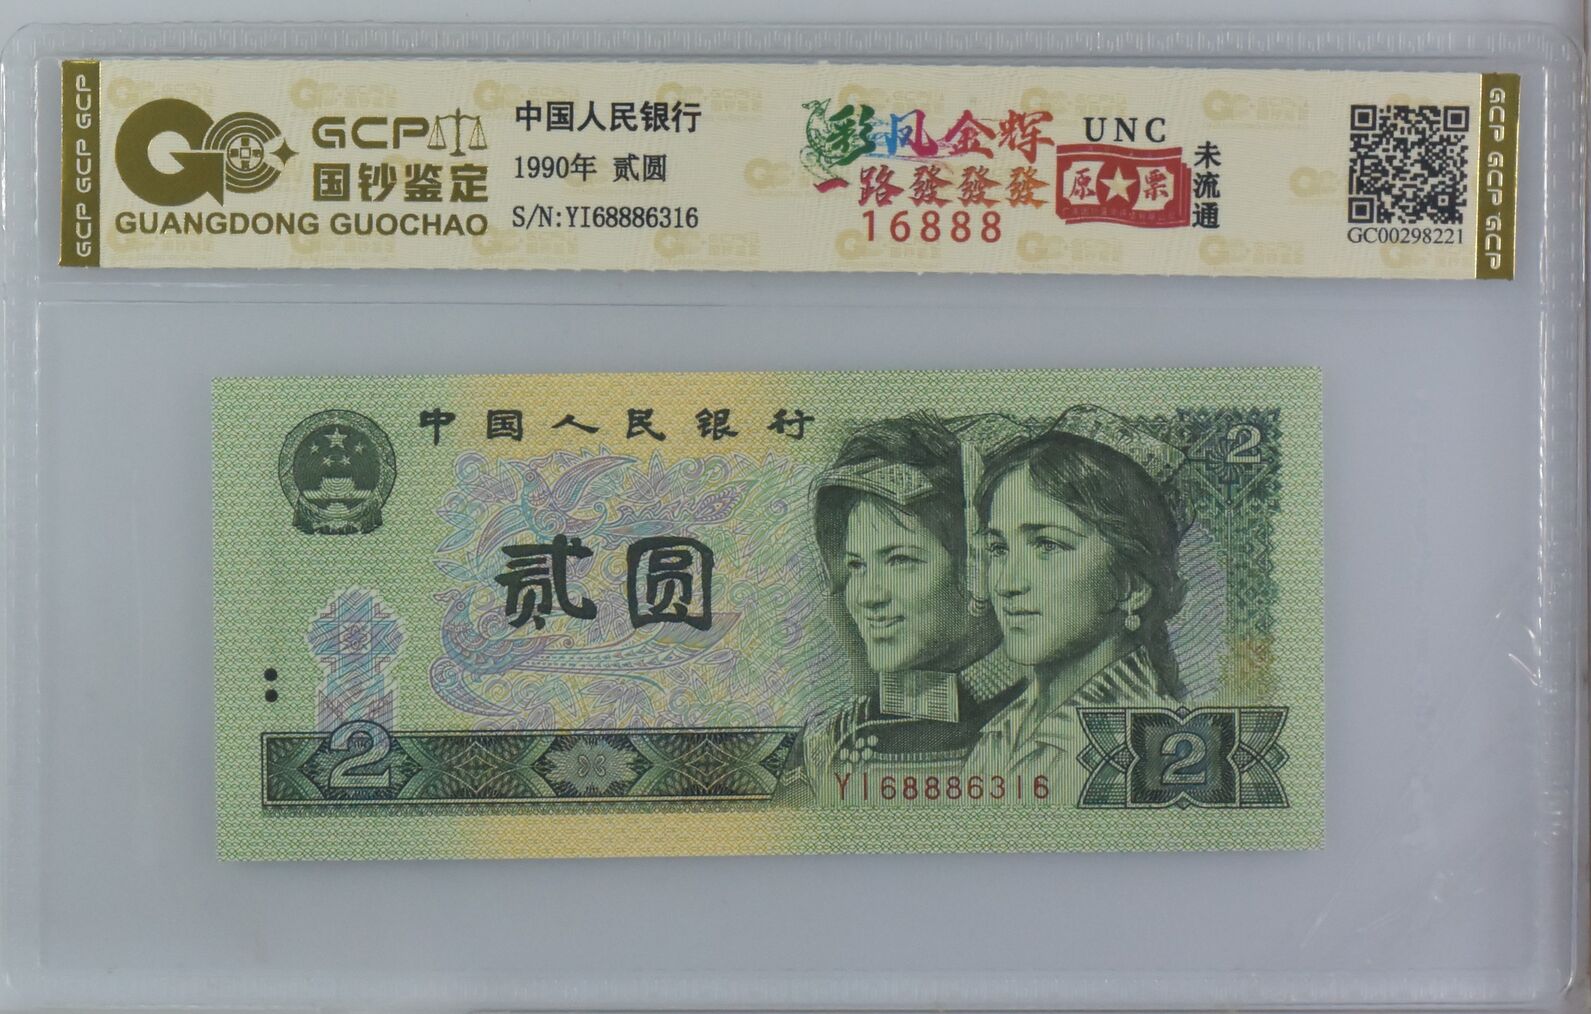 GCP GCP GCP
GCP
国钞鉴定
GUANGDONG GUOCHAO
中国人民银行
1990年 贰圆
S/N:YI68886316
彩凤金辉
一路發發發
16888
UNC
原★票
未流通
GC00298221
GCP GCP GCP
中国人民银行
2
贰圆
2
YI68886316
2